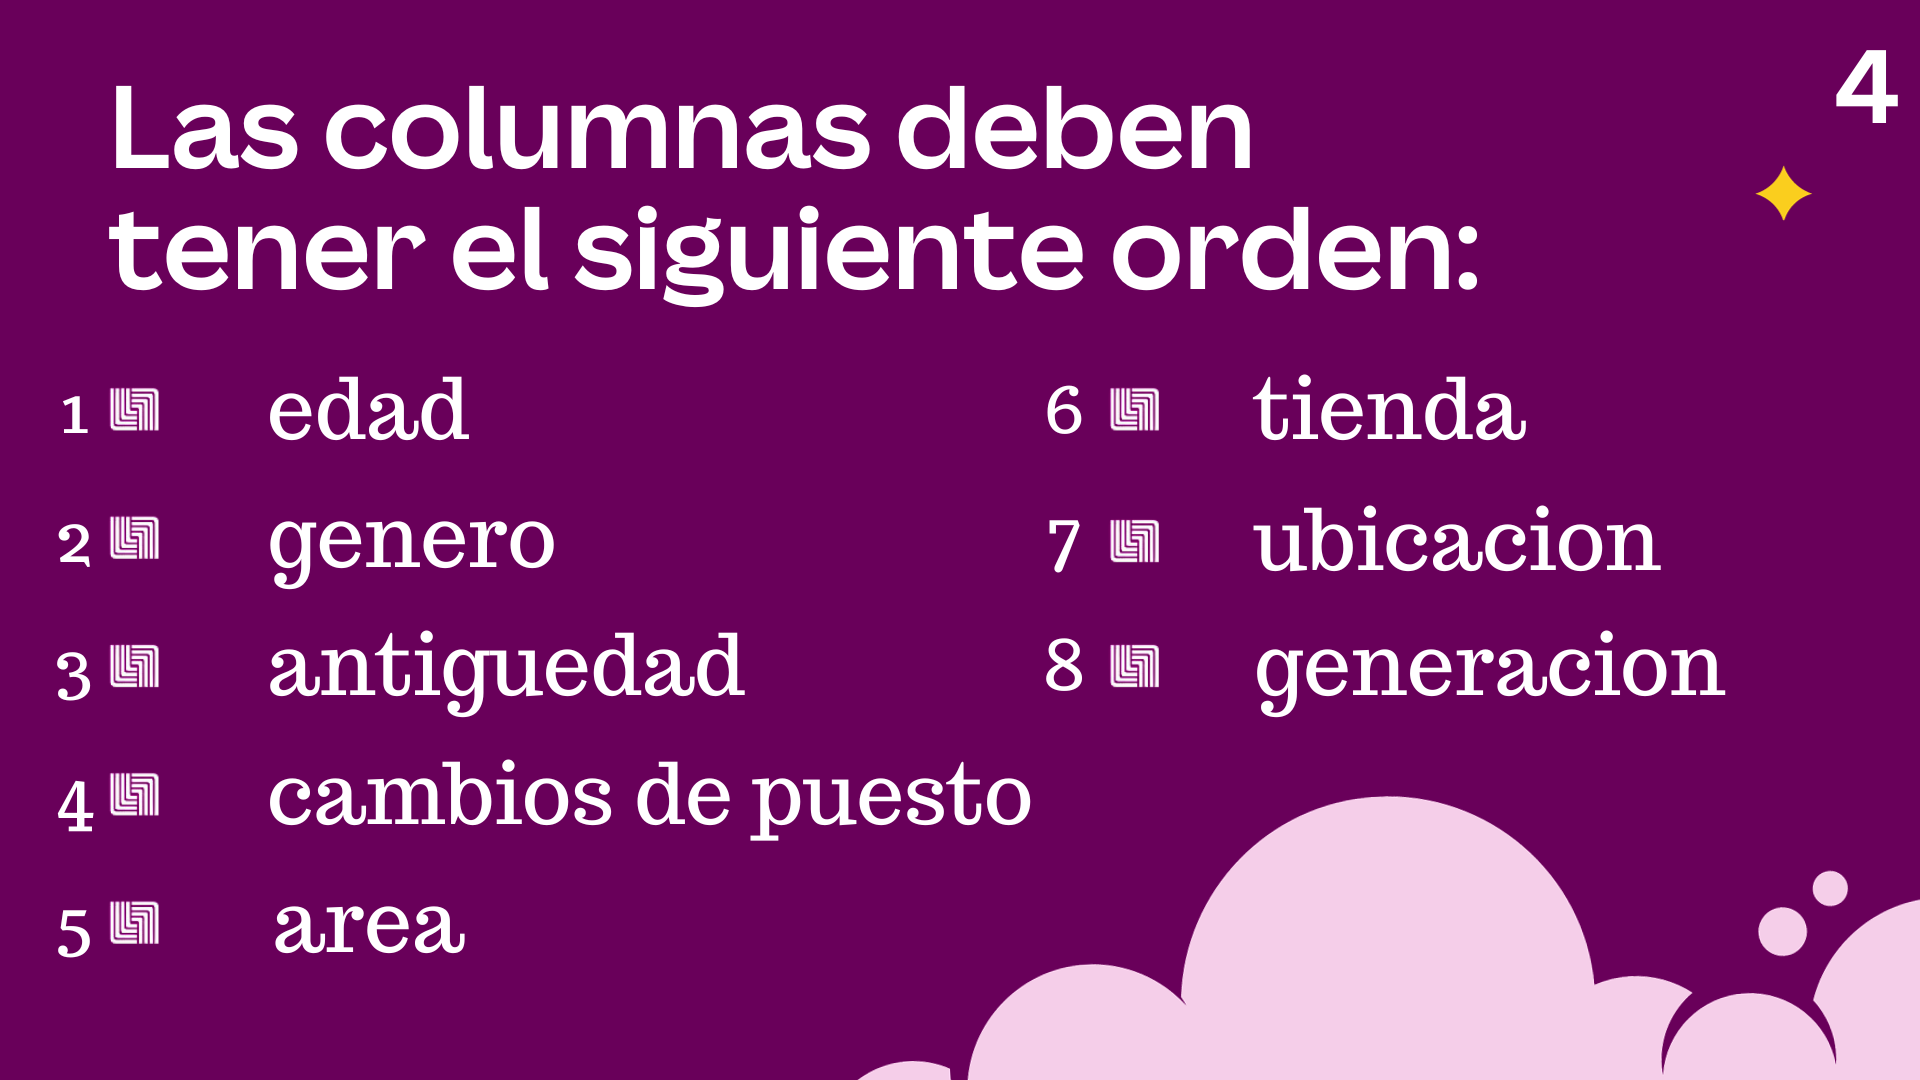 4
Las columnas deben
tener el siguiente orden:
1 edad
2 genero
3 antiguedad
4 cambios de puesto
5 area
6 tienda
7 ubicacion
8 generacion